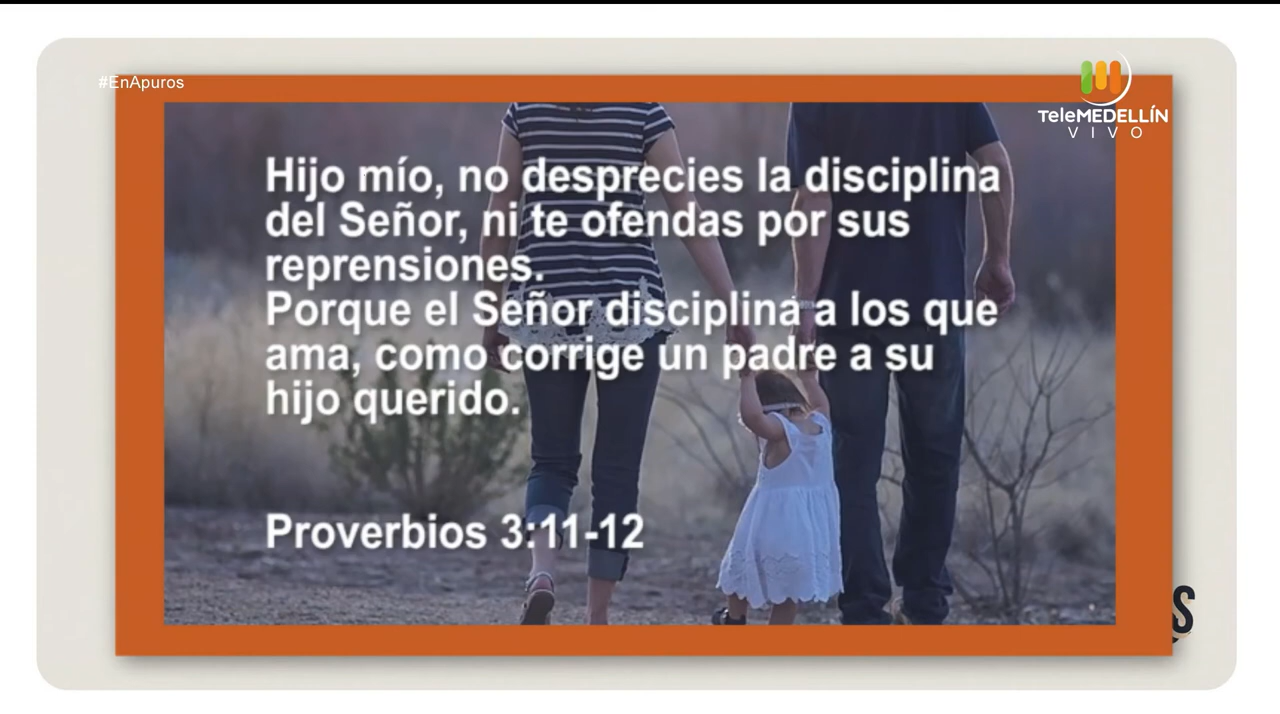 #EnApuros
TeleMEDELLÍN
VIVO
Hijo mío, no desprecies la disciplina
del Señor, ni te ofendas por sus
reprensiones.
Porque el Señor disciplina a los que
ama, como corrige un padre a su
hijo querido.
Proverbios 3:11-12
S